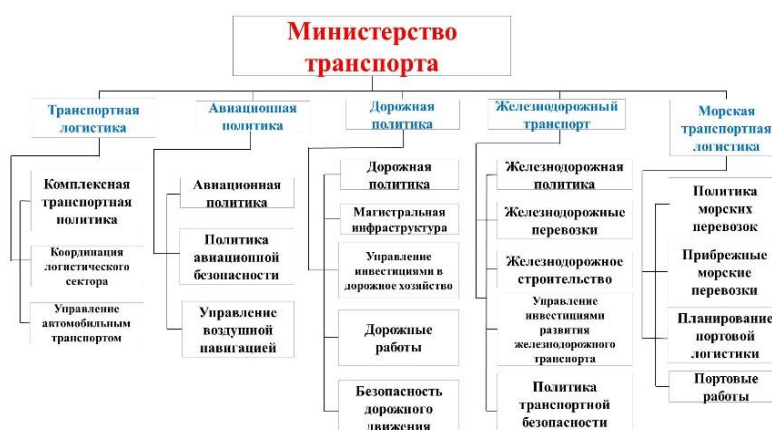 Министерство
транспорта
Транспортная
логистика
Комплексная
транспортная
политика
Координация
логистического
сектора
Управление
автомобильным
транспортом
Авиационная
политика
Авиационная
политика
Политика
авиационной
безопасности
Управление
воздушной
навигацией
Дорожная
политика
Дорожная
политика
Магистральная
инфраструктура
Управление
инвестициями в
дорожное хозяйство
Дорожные
работы
Безопасность
дорожного
движения
Железнодорожный
транспорт
Железнодорожная
политика
Железнодорожные
перевозки
Железнодорожное
строительство
Управление
инвестициями
развития
железнодорожного
транспорта
Политика
транспортной
безопасности
Морская
транспортная
логистика
Политика
морских
перевозок
Прибрежные
морские
перевозки
Планирование
портовой
логистики
Портовые
работы